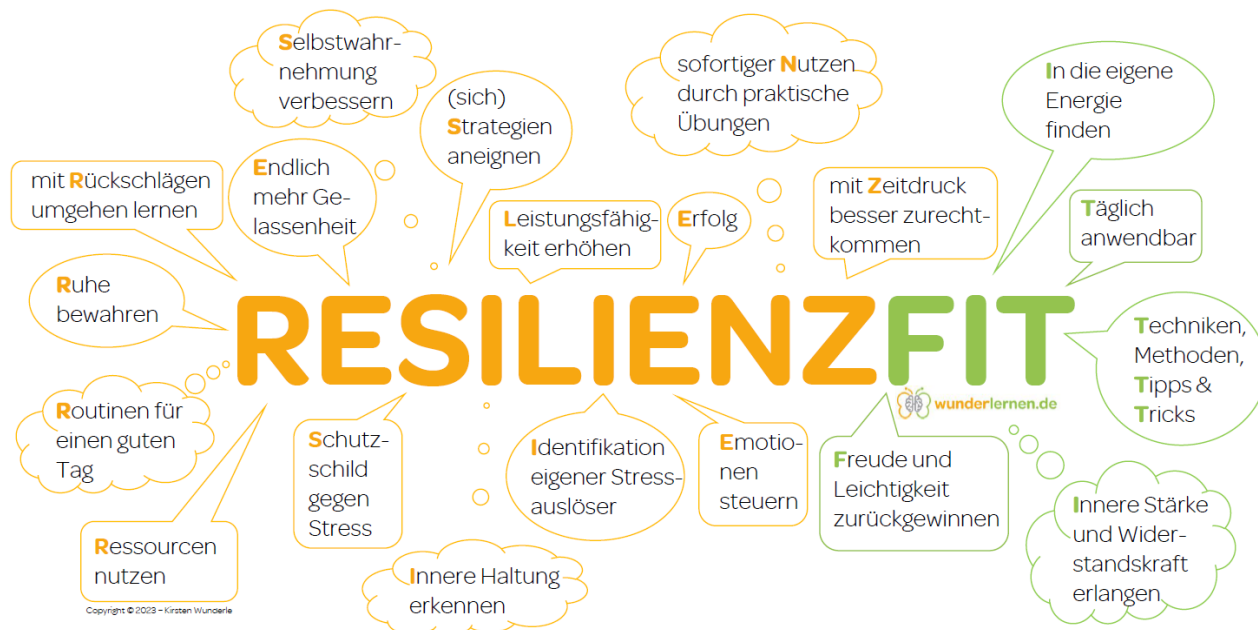 Selbstwahr-
nehmung
verbessern
(sich)
Strategien
aneignen
sofortiger Nutzen
durch praktische
Übungen
In die eigene
Energie
finden
mit Rückschlägen
umgehen lernen
Endlich
mehr Ge-
lassenheit
Leistungsfähig-
keit erhöhen
Erfolg
mit Zeitdruck
besser zurecht-
kommen
Täglich
anwendbar
Ruhe
bewahren
RESILIENZFIT
wunderlernen.de
Techniken,
Methoden,
Tipps &
Tricks
Routinen für
einen guten
Tag
Schutz-
schild
gegen
Stress
Identifikation
eigener Stress-
auslöser
Emotio-
nen
steuern
Freude und
Leichtigkeit
zurückgewinnen
Innere Stärke
und Wider-
standskraft
erlangen
Ressourcen
nutzen
Innere Haltung
erkennen
Copyright © 2023 – Kirsten Wunderle